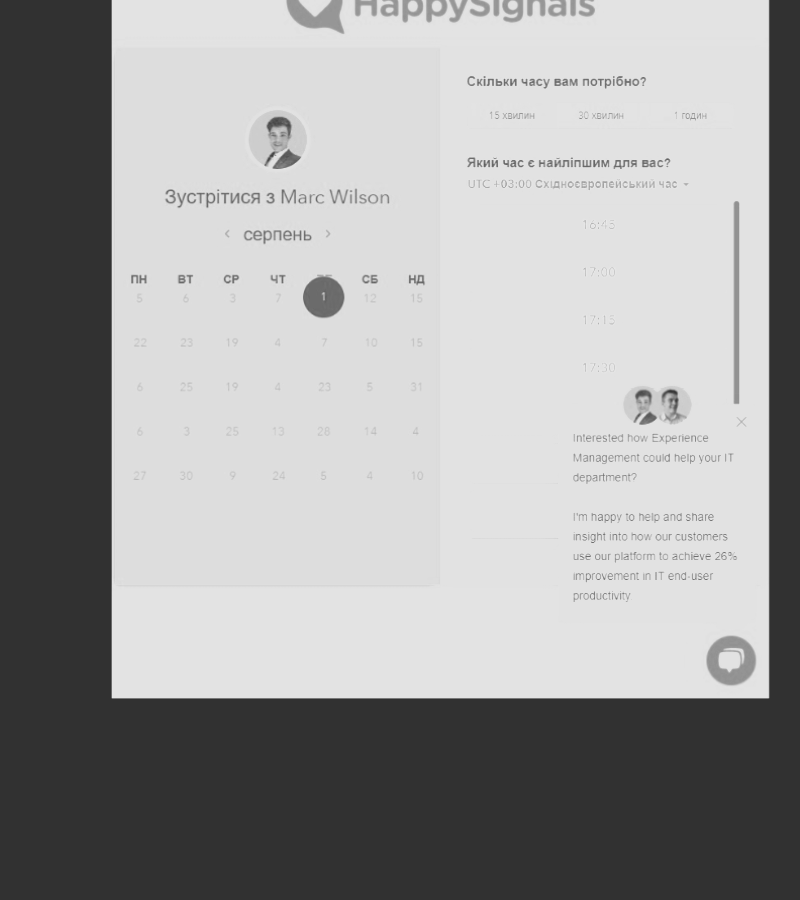 HappySignals
Зустрітися з Marc Wilson
‹ серпень ›
ПН ВТ СР ЧТ СБ НД
5 6 3 7 1 12 15
22 23 19 4 7 10 15
6 25 19 4 23 5 31
6 3 25 13 28 14 4
27 30 9 24 5 4 10
Скільки часу вам потрібно?
15 хвилин 30 хвилин 1 годин
Який час є найліпшим для вас?
UTC +03:00 Східноєвропейський час
16:45
17:00
17:15
17:30
Interested how Experience
Management could help your IT
department?
I'm happy to help and share
insight into how our customers
use our platform to achieve 26%
improvement in IT end-user
productivity